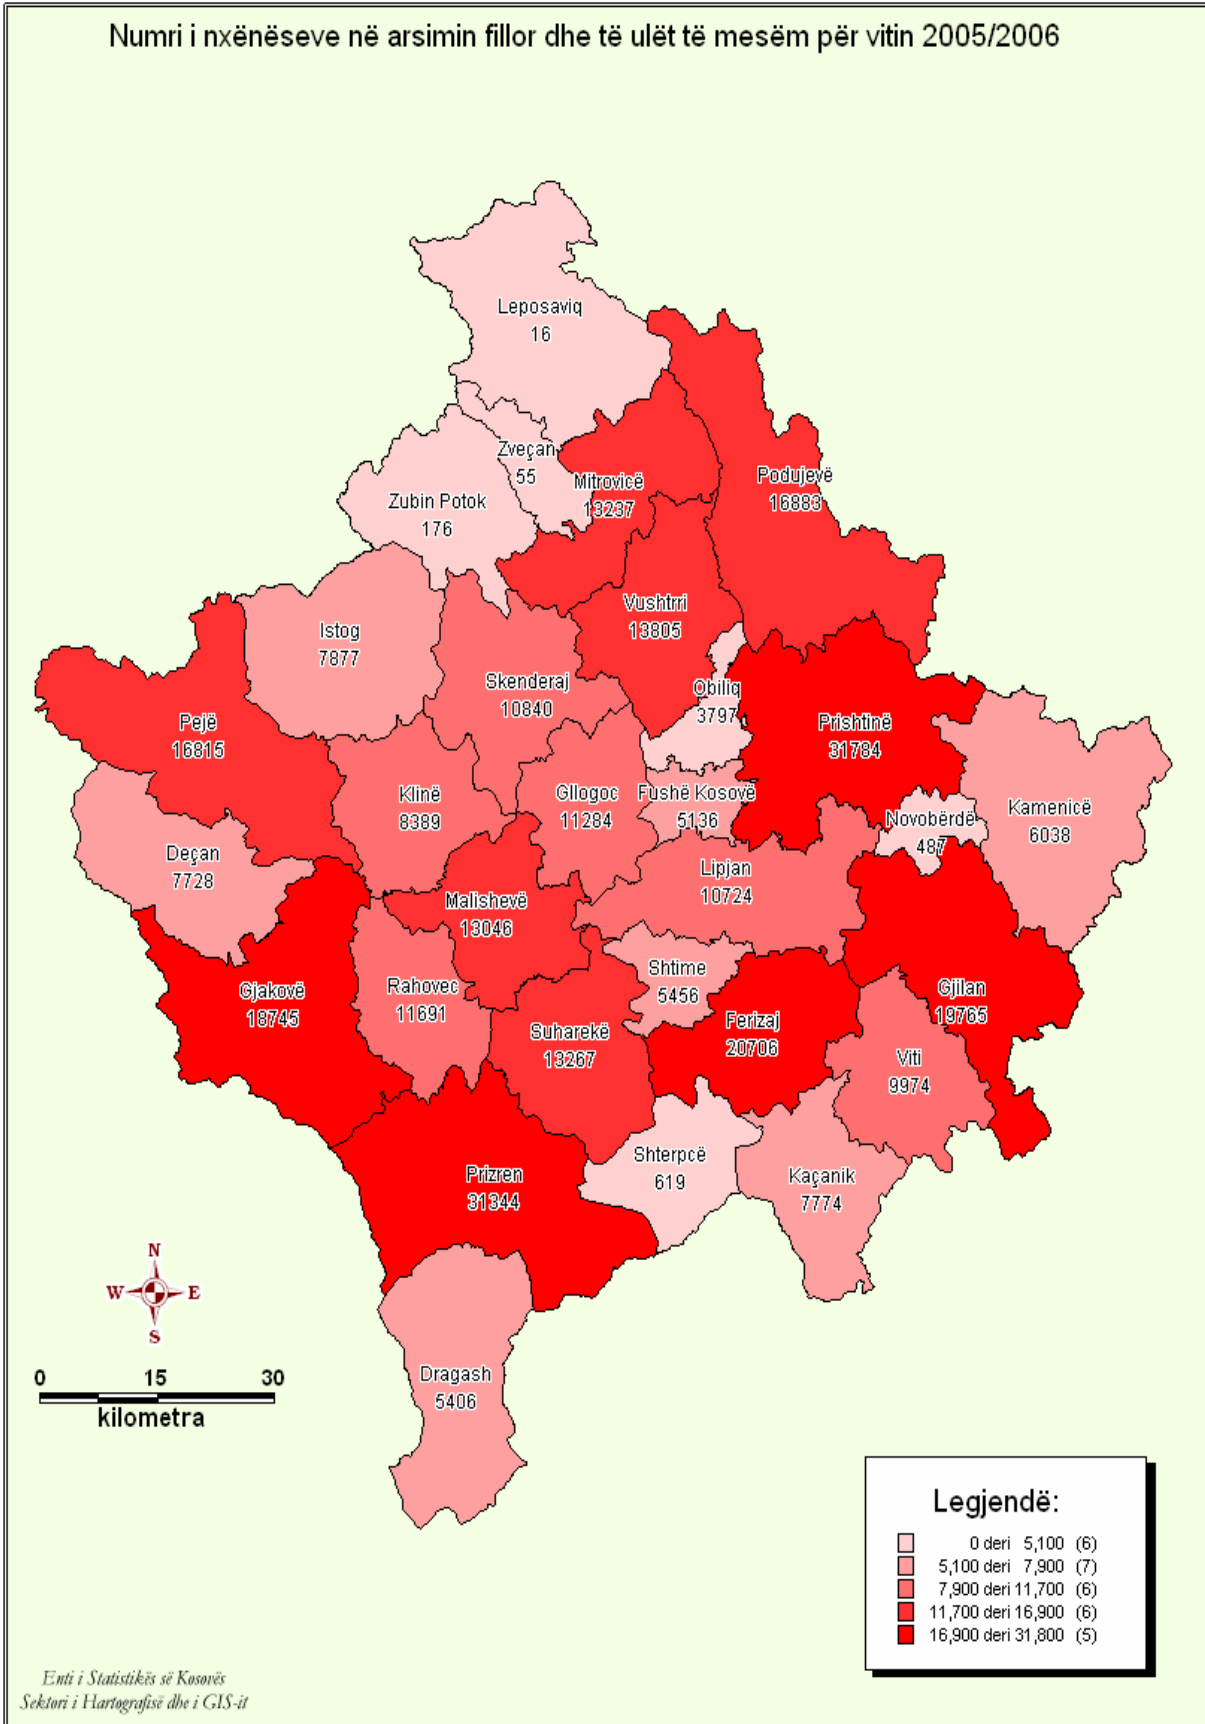 Numri i nxënëseve në arsimin fillor dhe të ulët të mesëm për vitin 2005/2006
Leposaviq
16
Zveçan
55
Mitrovicë
13237
Podujevë
16883
Zubin Potok
176
Vushtrri
13805
Istog
7877
Skenderaj
10840
Obiliq
3797
Prishtinë
31784
Pejë
16815
Klinë
8389
Gllogoc
11284
Fushë Kosovë
5136
Novobërdë
487
Kamenicë
6038
Deçan
7728
Lipjan
10724
Malishevë
13046
Gjakovë
18745
Rahovec
11691
Shtime
5456
Gjilan
19765
Suharekë
13267
Ferizaj
20706
Viti
9974
Prizren
31344
Shterpcë
619
Kaçanik
7774
Dragash
5406
N
W E
S
0 15 30
kilometra
Legjendë:
0 deri 5,100 (6)
5,100 deri 7,900 (7)
7,900 deri 11,700 (6)
11,700 deri 16,900 (6)
16,900 deri 31,800 (5)
Enti i Statistikës së Kosovës
Sektori i Hartografisë dhe i GIS-it